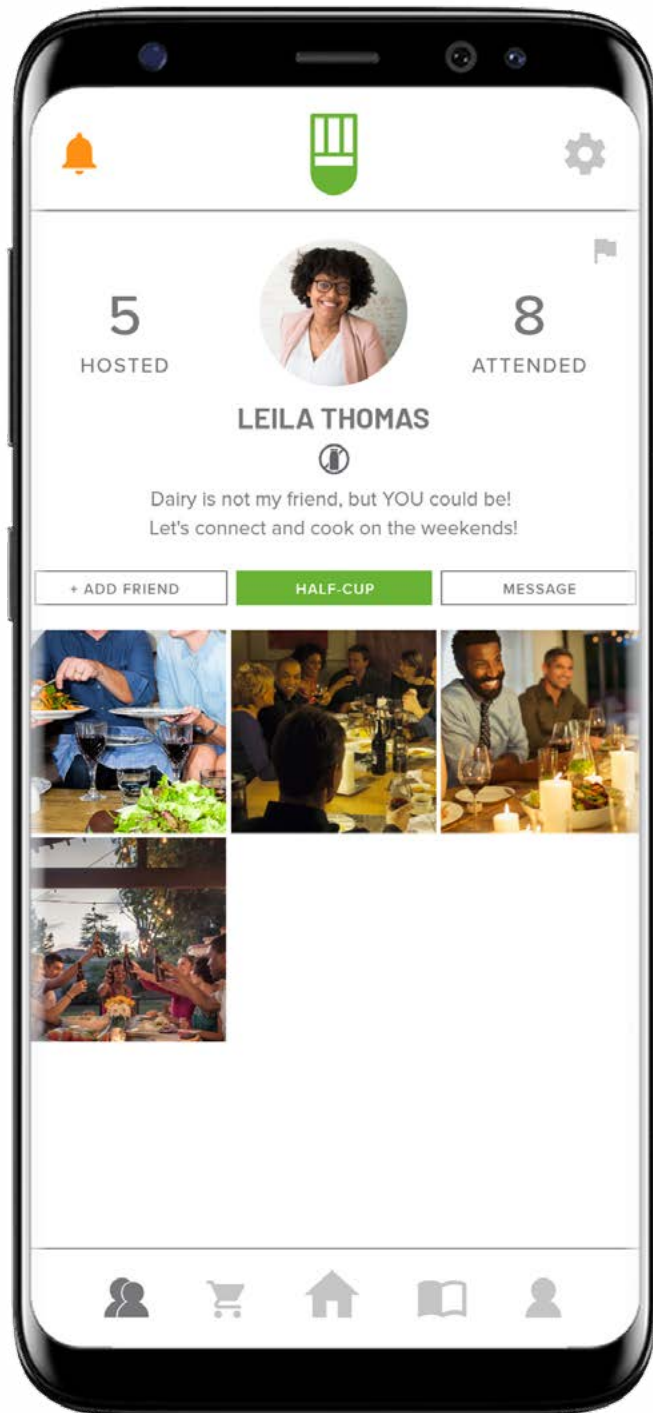 5
HOSTED
8
ATTENDED
LEILA THOMAS
Dairy is not my friend, but YOU could be!
Let's connect and cook on the weekends!
+ ADD FRIEND
HALF-CUP
MESSAGE